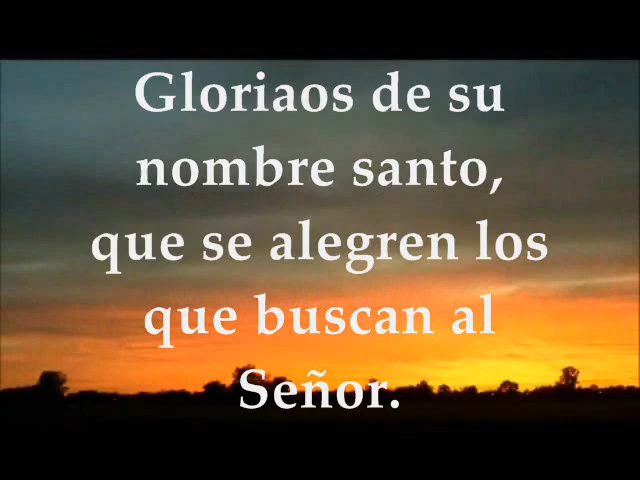 Gloriaos de su
nombre santo,
que se alegren los
que buscan al
Señor.